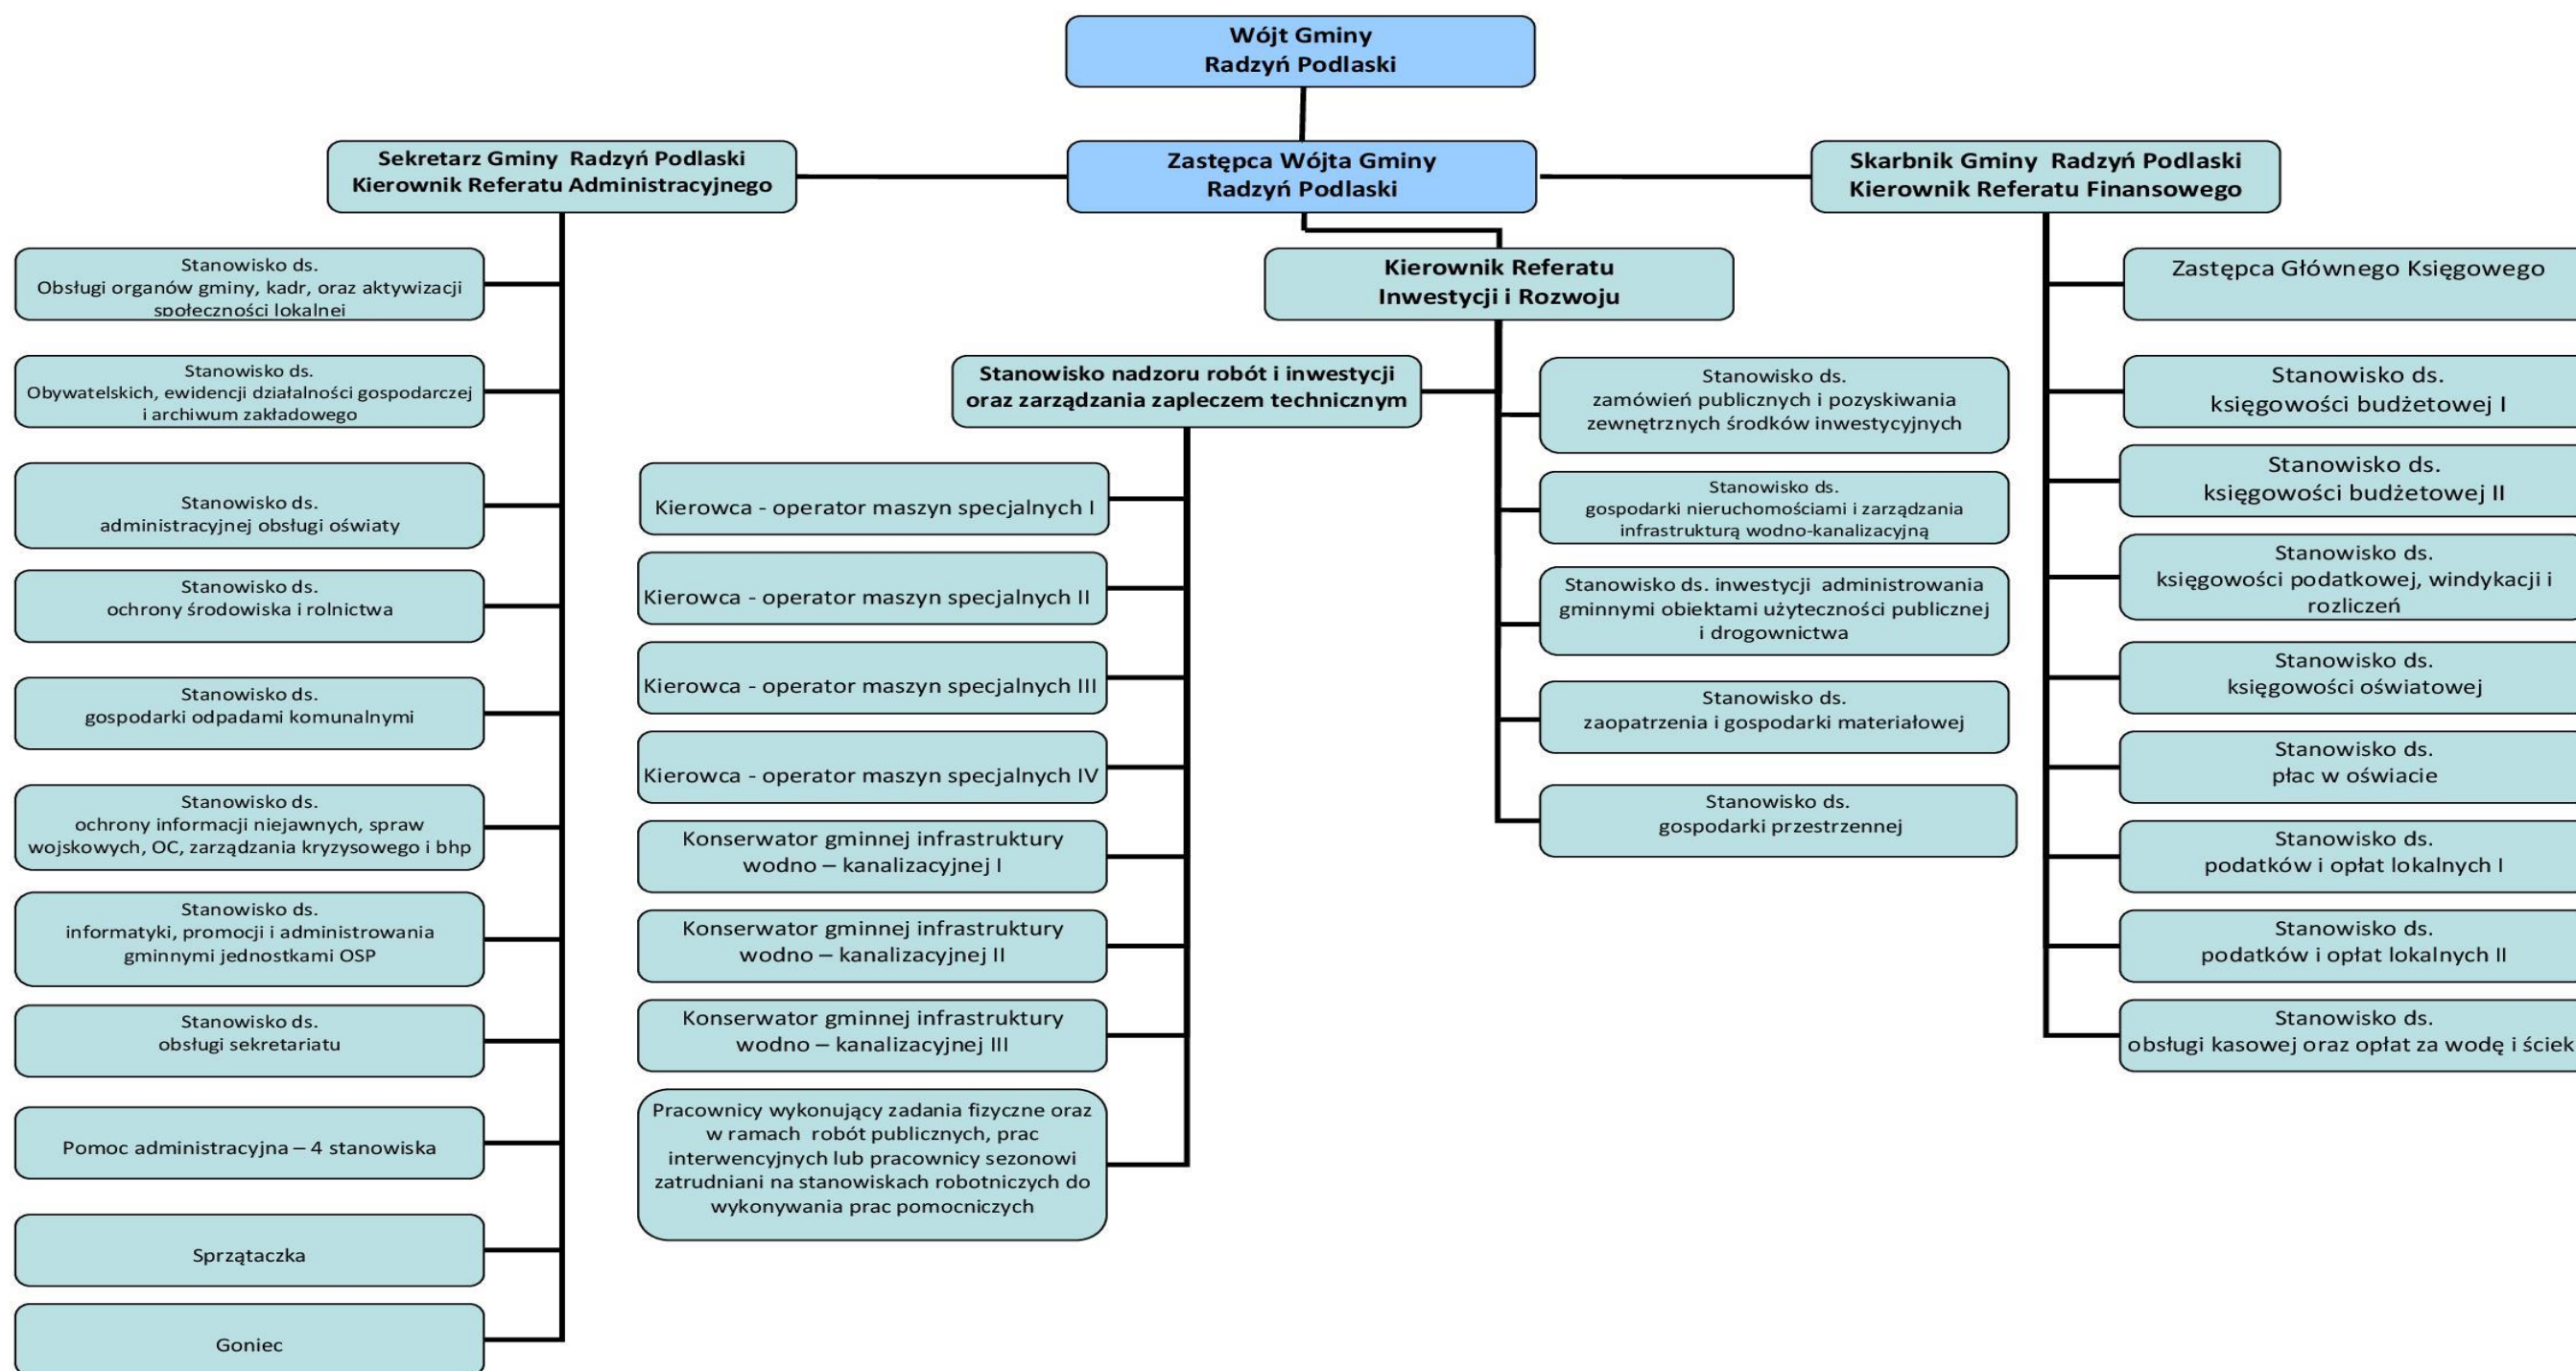 Wójt Gminy
Radzyń Podlaski
Sekretarz Gminy Radzyń Podlaski
Kierownik Referatu Administracyjnego
Zastępca Wójta Gminy
Radzyń Podlaski
Skarbnik Gminy Radzyń Podlaski
Kierownik Referatu Finansowego
Stanowisko ds.
Obsługi organów gminy, kadr, oraz aktywizacji
społeczności lokalnej
Stanowisko ds.
Obywatelskich, ewidencji działalności gospodarczej
i archiwum zakładowego
Stanowisko ds.
administracyjnej obsługi oświaty
Stanowisko ds.
ochrony środowiska i rolnictwa
Stanowisko ds.
gospodarki odpadami komunalnymi
Stanowisko ds.
ochrony informacji niejawnych, spraw
wojskowych, OC, zarządzania kryzysowego i bhp
Stanowisko ds.
informatyki, promocji i administrowania
gminnymi jednostkami OSP
Stanowisko ds.
obsługi sekretariatu
Pomoc administracyjna – 4 stanowiska
Sprzątaczka
Goniec
Kierownik Referatu
Inwestycji i Rozwoju
Stanowisko nadzoru robót i inwestycji
oraz zarządzania zapleczem technicznym
Kierowca - operator maszyn specjalnych I
Kierowca - operator maszyn specjalnych II
Kierowca - operator maszyn specjalnych III
Kierowca - operator maszyn specjalnych IV
Konserwator gminnej infrastruktury
wodno – kanalizacyjnej I
Konserwator gminnej infrastruktury
wodno – kanalizacyjnej II
Konserwator gminnej infrastruktury
wodno – kanalizacyjnej III
Pracownicy wykonujący zadania fizyczne oraz
w ramach robót publicznych, prac
interwencyjnych lub pracownicy sezonowi
zatrudniani na stanowiskach robotniczych do
wykonywania prac pomocniczych
Stanowisko ds.
zamówień publicznych i pozyskiwania
zewnętrznych środków inwestycyjnych
Stanowisko ds.
gospodarki nieruchomościami i zarządzania
infrastrukturą wodno-kanalizacyjną
Stanowisko ds. inwestycji administrowania
gminnymi obiektami użyteczności publicznej
i drogownictwa
Stanowisko ds.
zaopatrzenia i gospodarki materiałowej
Stanowisko ds.
gospodarki przestrzennej
Zastępca Głównego Księgowego
Stanowisko ds.
księgowości budżetowej I
Stanowisko ds.
księgowości budżetowej II
Stanowisko ds.
księgowości podatkowej, windykacji i
rozliczeń
Stanowisko ds.
księgowości oświatowej
Stanowisko ds.
płac w oświacie
Stanowisko ds.
podatków i opłat lokalnych I
Stanowisko ds.
podatków i opłat lokalnych II
Stanowisko ds.
obsługi kasowej oraz opłat za wodę i ściek